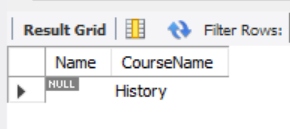 Result Grid Filter Rows:
Name CourseName
NULL History